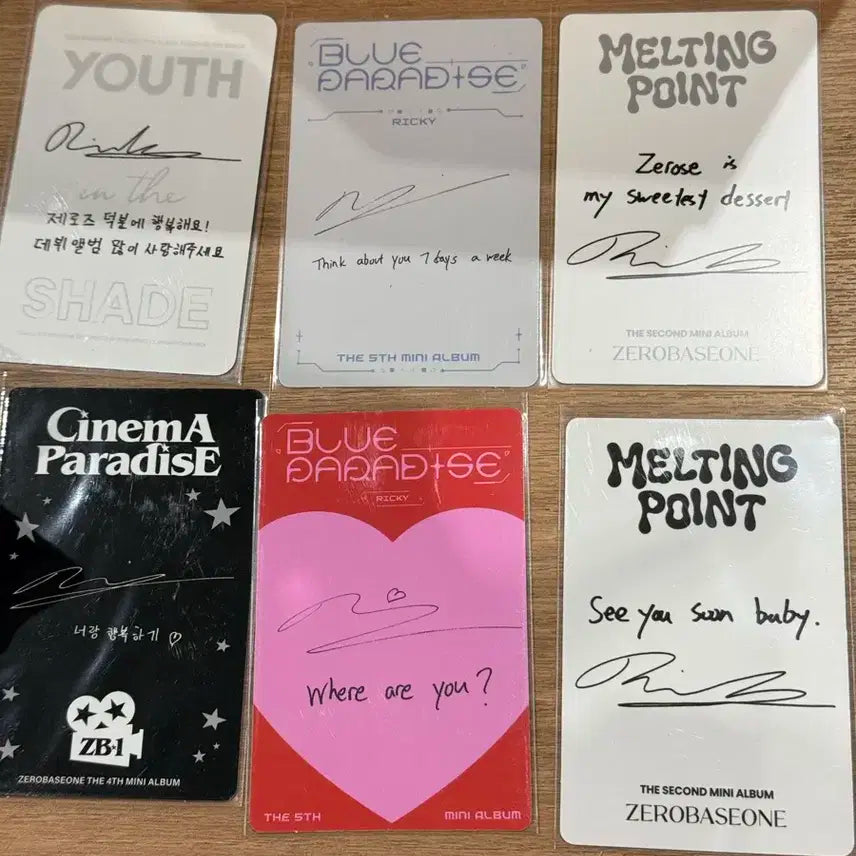 YOUTH
in the
제로즈 덕분에 행복해요!
데뷔 앨범 많이 사랑해주세요
SHADE
BLUE
PARADISE
RICKY
Think about you 7 days a week
THE 5TH MINI ALBUM
MELTING
POINT
Zerose is
my sweetest dessert
THE SECOND MINI ALBUM
ZEROBASEONE
CinemA
ParadisE
너랑 행복하기 ♡
ZB1
ZEROBASEONE THE 4TH MINI ALBUM
BLUE
PARADISE
RICKY
Where are you?
THE 5TH MINI ALBUM
MELTING
POINT
See you soon baby.
THE SECOND MINI ALBUM
ZEROBASEONE